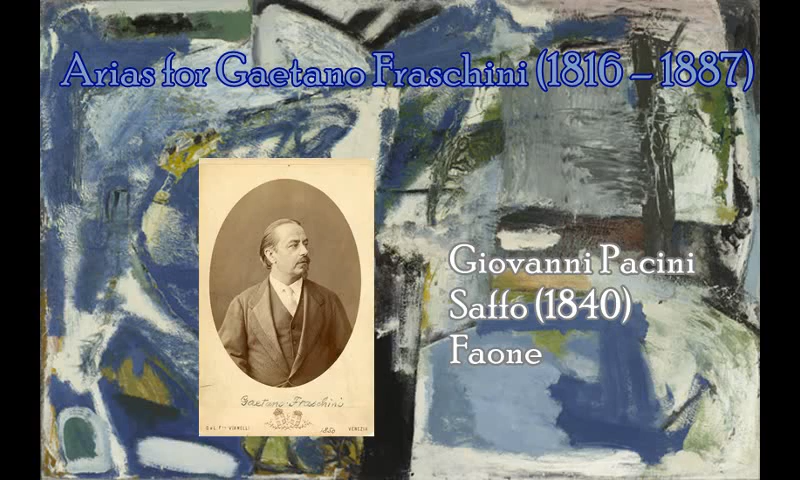 Arias for Gaetano Fraschini (1816 – 1887)
Giovanni Pacini
Saffo (1840)
Faone
Gaetano Fraschini
VENEZIA